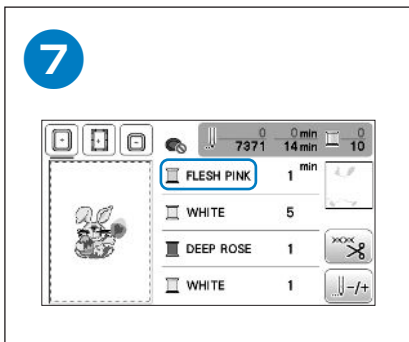 7
0 0 min 0
7371 14 min 10
FLESH PINK 1 min
WHITE 5
DEEP ROSE 1
WHITE 1
-/+